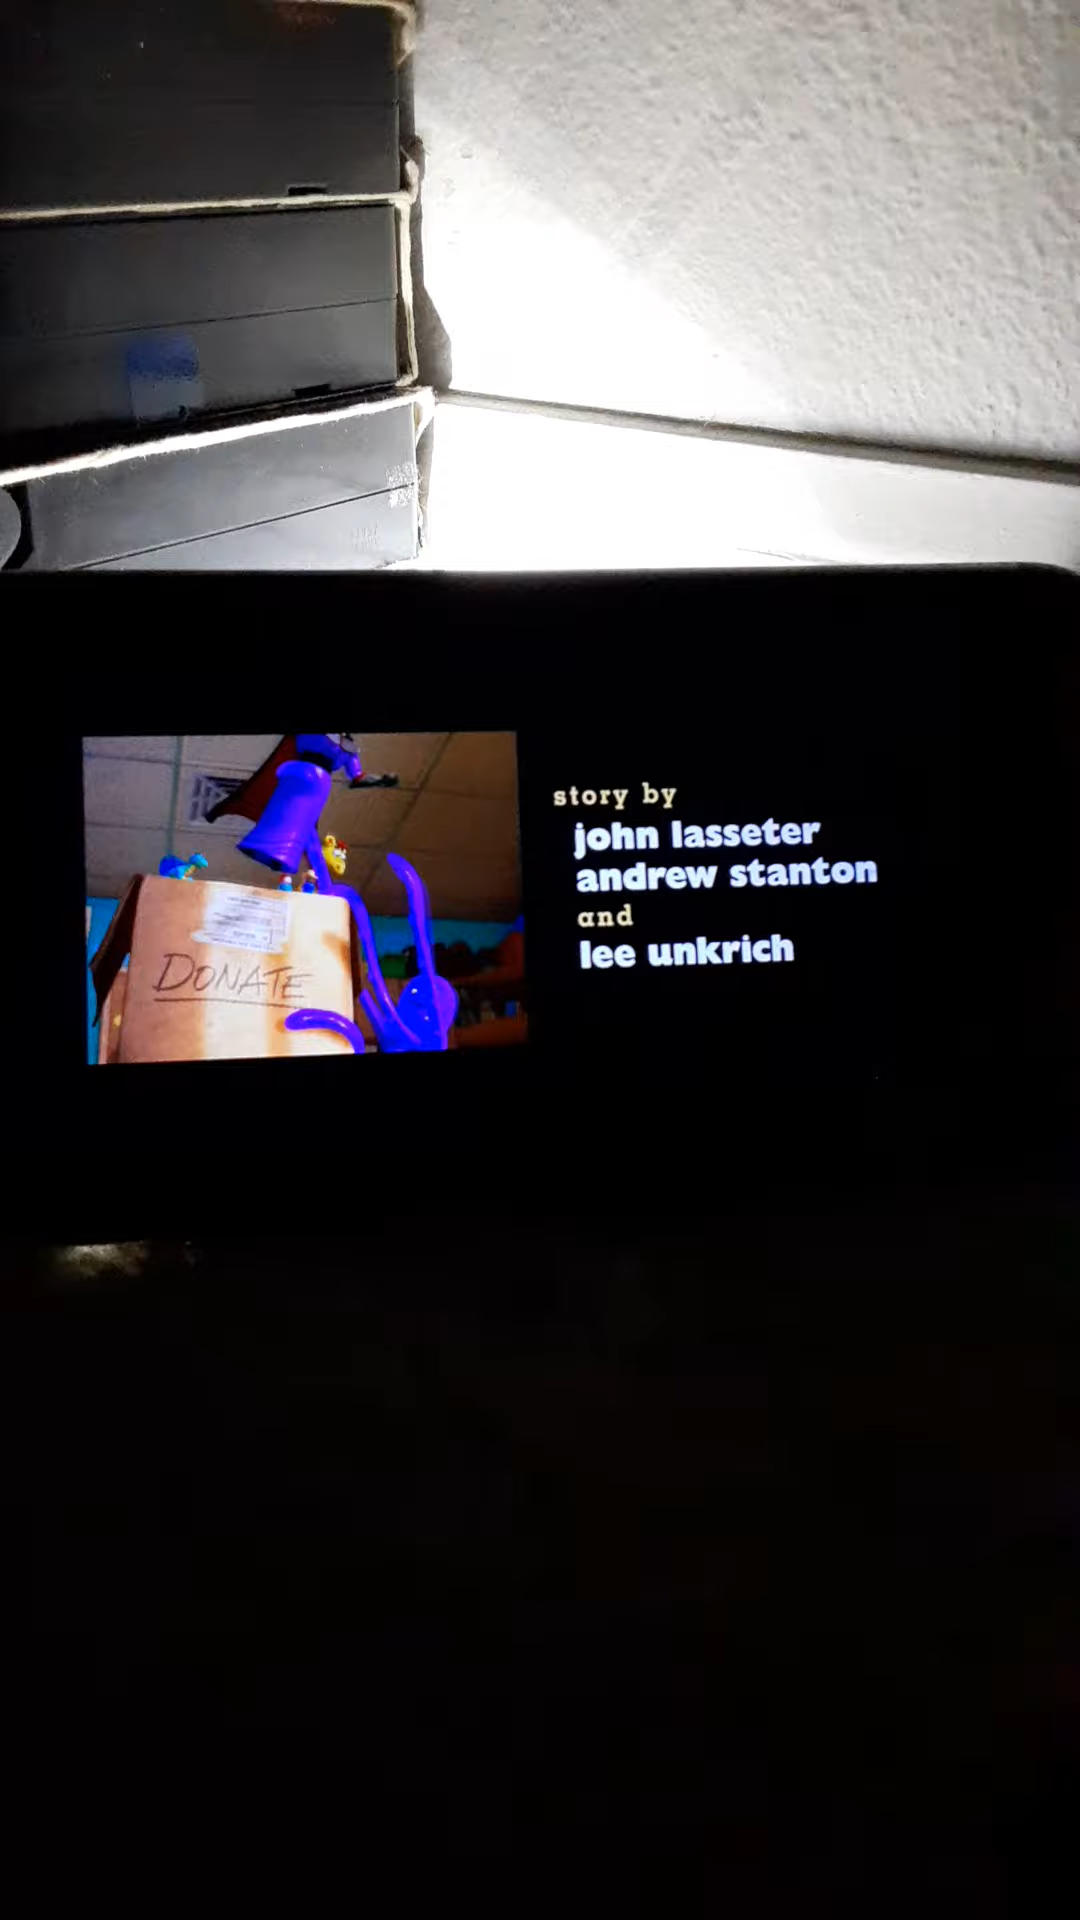 story by
john lasseter
andrew stanton
and
lee unkrich
DONATE